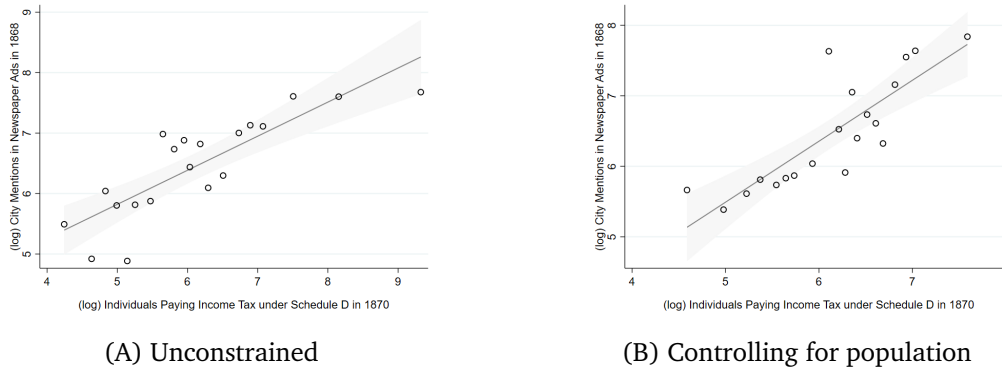 (log) City Mentions in Newspaper Ads in 1868
9
8
7
6
5
4 5 6 7 8 9
(log) Individuals Paying Income Tax under Schedule D in 1870
(A) Unconstrained
(log) City Mentions in Newspaper Ads in 1868
8
7
6
5
4 5 6 7
(log) Individuals Paying Income Tax under Schedule D in 1870
(B) Controlling for population